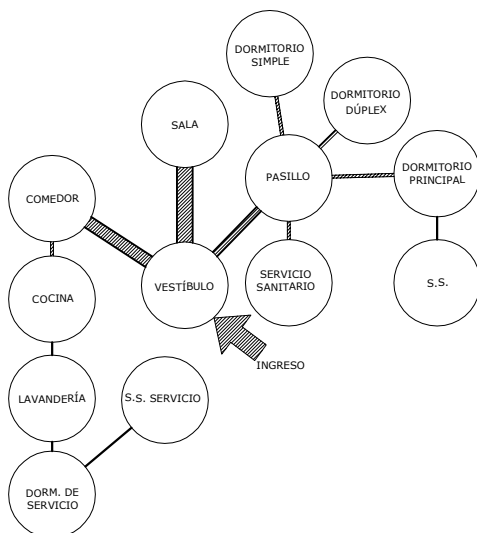 DORMITORIO
SIMPLE
DORMITORIO
DÚPLEX
SALA
PASILLO
DORMITORIO
PRINCIPAL
COMEDOR
VESTÍBULO
SERVICIO
SANITARIO
S.S.
COCINA
INGRESO
LAVANDERÍA
S.S. SERVICIO
DORM. DE
SERVICIO